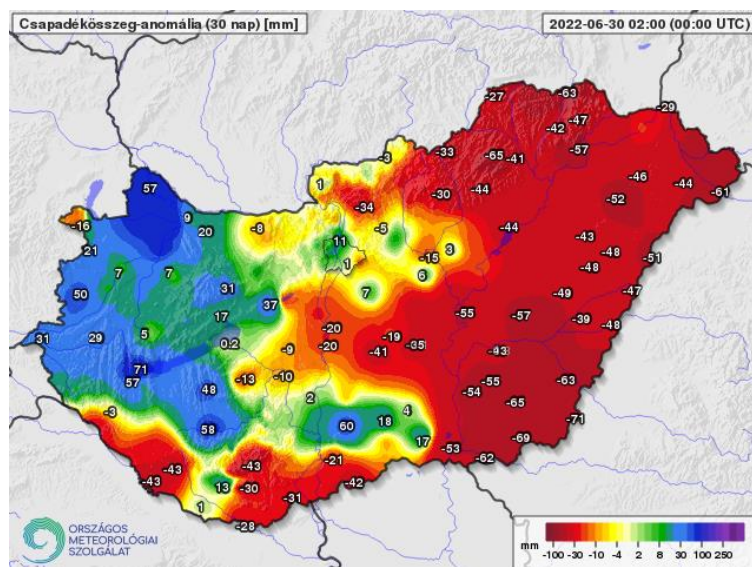 Csapadékösszeg-anomália (30 nap) [mm]
2022-06-30 02:00 (00:00 UTC)
-27 -63
-29
-47
-42
-3 -33 -65 -41 -57
57 1 -46 -44 -61
-30 -44 -52
-16 9 20 -8 -34 -5
21 11 3 -44 -43
1 -15 -48 -51
7 7 6 -48
50 31 7 -49 -47
37
17 -55 -57 -39 -48
31 29 5 0.2 -20 -19
-9 -20 -41
71
57 -13 -10 -55 -63
48 2 -54
-3 4 -65
58 60 18 -71
17 -69
-43 -43 -21 -53 -62
-43 13 -30 -42
1 -31
-28
ORSZÁGOS
METEOROLÓGIAI
SZOLGÁLAT
mm -100 -30 -10 -4 2 8 30 100 250